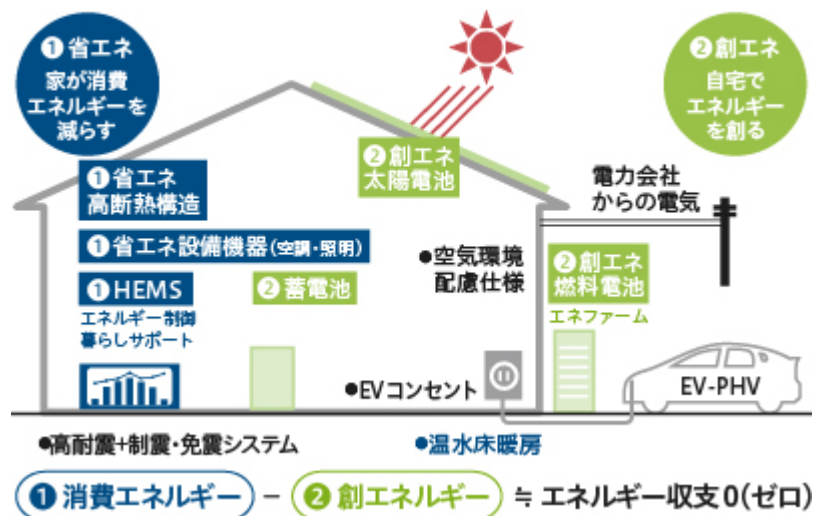 ❶省エネ
家が消費
エネルギーを
減らす
❷創エネ
自宅で
エネルギー
を創る
❶省エネ
高断熱構造
❷創エネ
太陽電池
電力会社
からの電気
❶省エネ設備機器(空調・照明)
●空気環境
配慮仕様
❶HEMS
エネルギー制御
暮らしサポート
❷蓄電池
❷創エネ
燃料電池
エネファーム
●EVコンセント
EV-PHV
●高耐震+制震・免震システム
●温水床暖房
❶消費エネルギー − ❷創エネルギー ≒ エネルギー収支0(ゼロ)